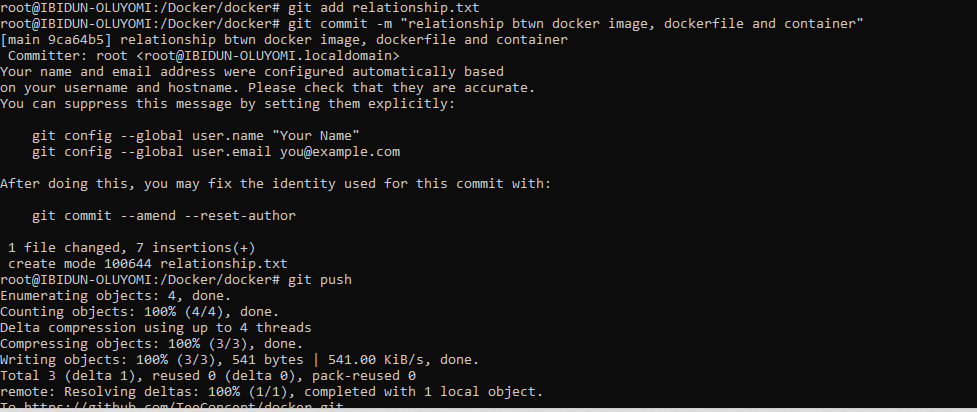 root@IBIDUN-OLUYOMI:/Docker/docker# git add relationship.txt
root@IBIDUN-OLUYOMI:/Docker/docker# git commit -m "relationship btwn docker image, dockerfile and container"
[main 9ca64b5] relationship btwn docker image, dockerfile and container
 Committer: root <root@IBIDUN-OLUYOMI.localdomain>
Your name and email address were configured automatically based
on your username and hostname. Please check that they are accurate.
You can suppress this message by setting them explicitly:

    git config --global user.name "Your Name"
    git config --global user.email you@example.com

After doing this, you may fix the identity used for this commit with:

    git commit --amend --reset-author

 1 file changed, 7 insertions(+)
 create mode 100644 relationship.txt
root@IBIDUN-OLUYOMI:/Docker/docker# git push
Enumerating objects: 4, done.
Counting objects: 100% (4/4), done.
Delta compression using up to 4 threads
Compressing objects: 100% (3/3), done.
Writing objects: 100% (3/3), 541 bytes | 541.00 KiB/s, done.
Total 3 (delta 1), reused 0 (delta 0), pack-reused 0
remote: Resolving deltas: 100% (1/1), completed with 1 local object.
To https://github.com/TeeConcept/docker.git